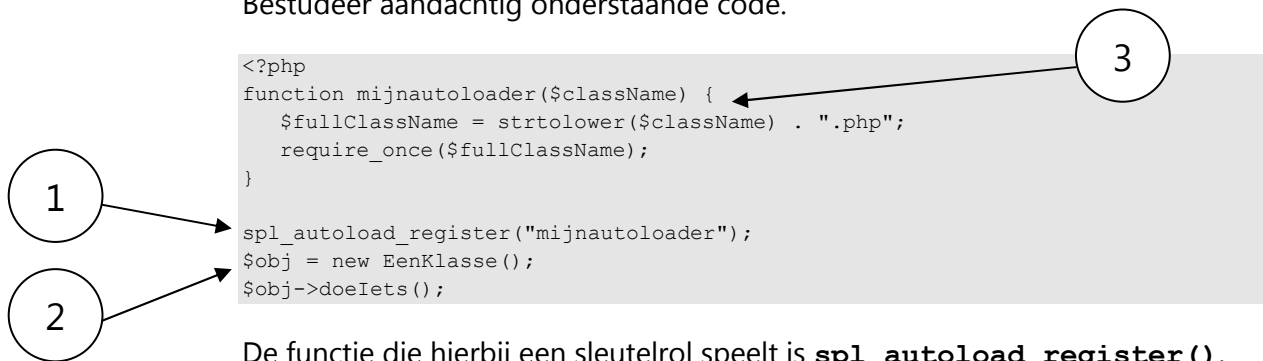 Bestudeer aandachtig onderstaande code.
3
<?php
function mijnautoloader($className) {
$fullClassName = strtolower($className) . ".php";
require_once($fullClassName);
}
1
spl_autoload_register("mijnautoloader");
$obj = new EenKlasse();
$obj->doeIets();
2
De functie die hierbij een sleutelrol speelt is spl_autoload_register().